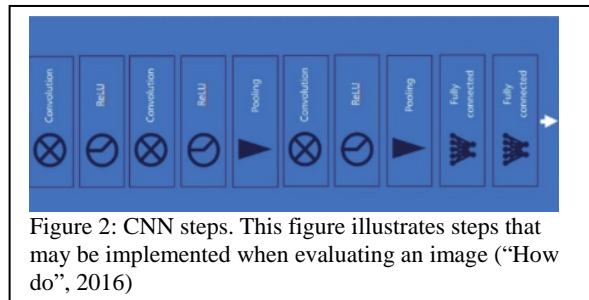 Convolution
ReLU
Convolution
ReLU
Pooling
Convolution
ReLU
Pooling
Fully
connected
Fully
connected
Figure 2: CNN steps. This figure illustrates steps that
may be implemented when evaluating an image (“How
do”, 2016)